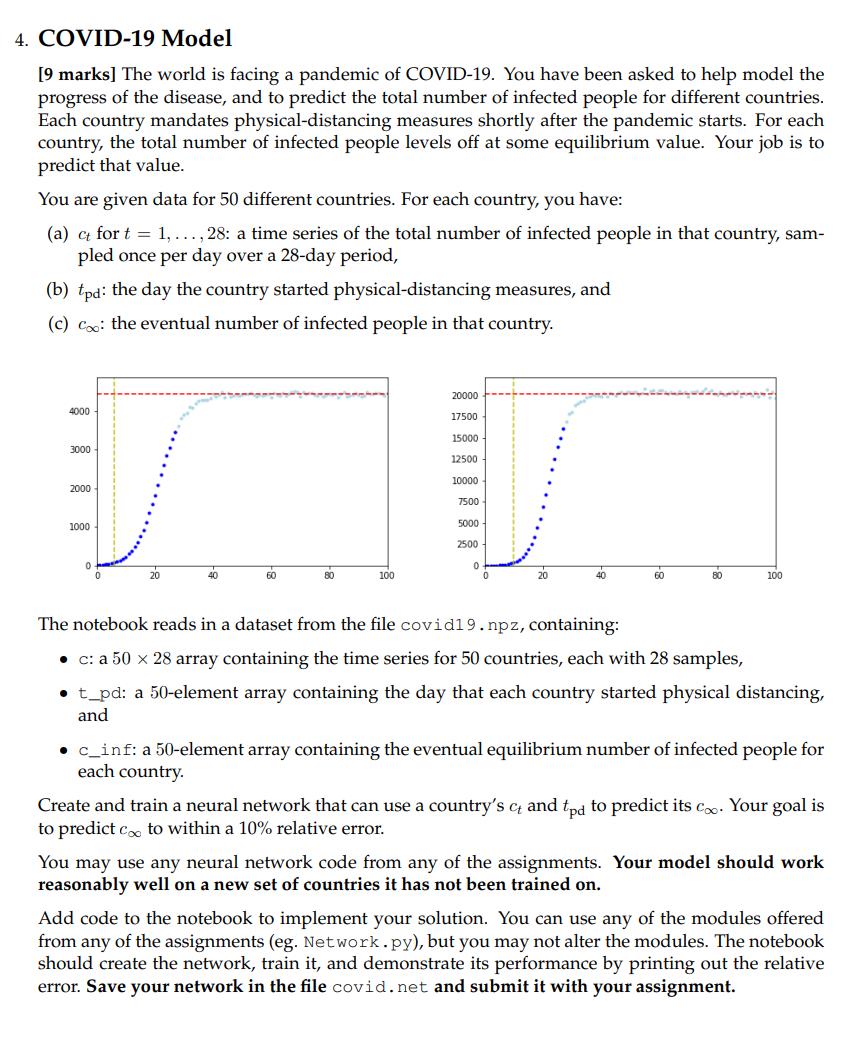 4. COVID-19 Model
[9 marks] The world is facing a pandemic of COVID-19. You have been asked to help model the
progress of the disease, and to predict the total number of infected people for different countries.
Each country mandates physical-distancing measures shortly after the pandemic starts. For each
country, the total number of infected people levels off at some equilibrium value. Your job is to
predict that value.
You are given data for 50 different countries. For each country, you have:
(a) cₜ for t = 1, . . . , 28: a time series of the total number of infected people in that country, sam-
pled once per day over a 28-day period,
(b) t_pd: the day the country started physical-distancing measures, and
(c) c∞: the eventual number of infected people in that country.
4000
3000
2000
1000
0
0 20 40 60 80 100
20000
17500
15000
12500
10000
7500
5000
2500
0
0 20 40 60 80 100
The notebook reads in a dataset from the file covid19.npz, containing:
• c: a 50 × 28 array containing the time series for 50 countries, each with 28 samples,
• t_pd: a 50-element array containing the day that each country started physical distancing,
and
• c_inf: a 50-element array containing the eventual equilibrium number of infected people for
each country.
Create and train a neural network that can use a country's cₜ and t_pd to predict its c∞. Your goal is
to predict c∞ to within a 10% relative error.
You may use any neural network code from any of the assignments. Your model should work
reasonably well on a new set of countries it has not been trained on.
Add code to the notebook to implement your solution. You can use any of the modules offered
from any of the assignments (eg. Network.py), but you may not alter the modules. The notebook
should create the network, train it, and demonstrate its performance by printing out the relative
error. Save your network in the file covid.net and submit it with your assignment.